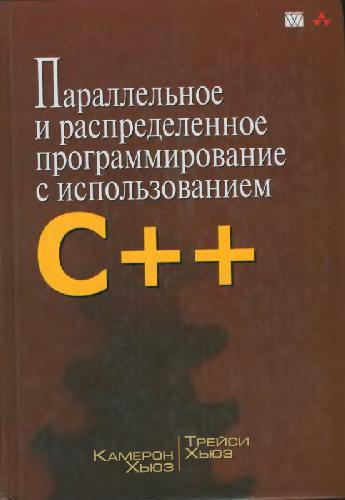 Параллельное
и распределенное
программирование
с использованием
C++
Камерон Хьюз
Трейси Хьюз